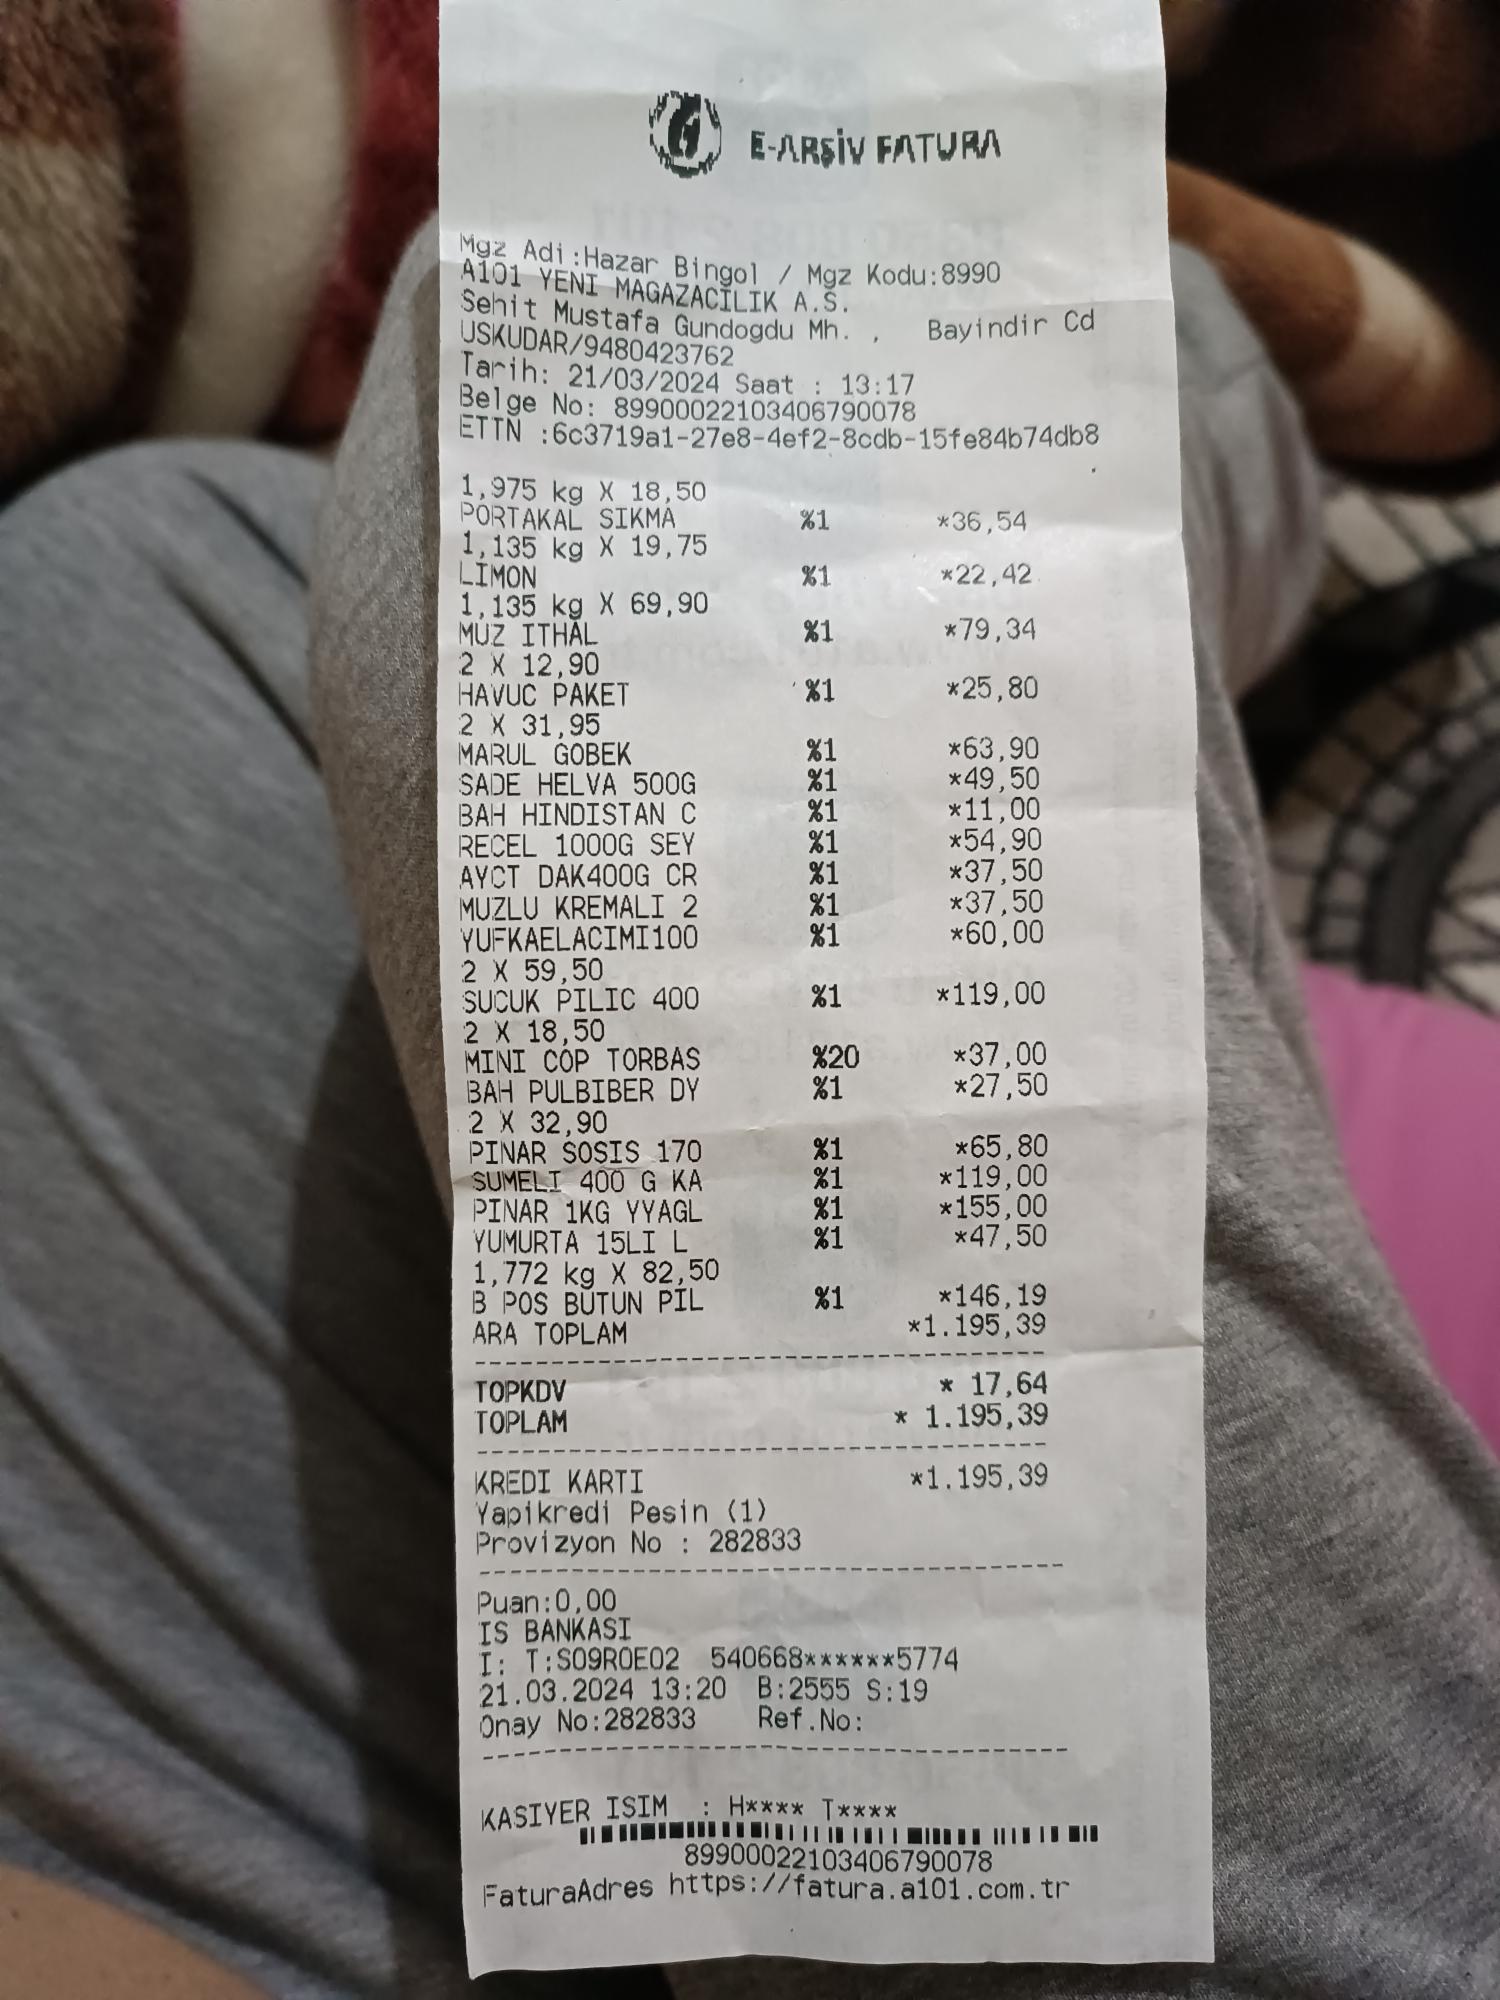 E-ARŞİV FATURA
Mgz Adi:Hazar Bingol / Mgz Kodu:8990
A101 YENI MAGAZACILIK A.S.
Sehit Mustafa Gundogdu Mh. , Bayindir Cd
USKUDAR/9480423762
Tarih: 21/03/2024 Saat : 13:17
Belge No: 89900022103406790078
ETTN :6c3719a1-27e8-4ef2-8cdb-15fe84b74db8
1,975 kg X 18,50
PORTAKAL SIKMA %1 *36,54
1,135 kg X 19,75
LIMON %1 *22,42
1,135 kg X 69,90
MUZ ITHAL %1 *79,34
2 X 12,90
HAVUC PAKET %1 *25,80
2 X 31,95
MARUL GOBEK %1 *63,90
SADE HELVA 500G %1 *49,50
BAH HINDISTAN C %1 *11,00
RECEL 1000G SEY %1 *54,90
AYCT DAK400G CR %1 *37,50
MUZLU KREMALI 2 %1 *37,50
YUFKAELACIMI100 %1 *60,00
2 X 59,50
SUCUK PILIC 400 %1 *119,00
2 X 18,50
MINI COP TORBAS %20 *37,00
BAH PULBIBER DY %1 *27,50
2 X 32,90
PINAR SOSIS 170 %1 *65,80
SUMELI 400 G KA %1 *119,00
PINAR 1KG YYAGL %1 *155,00
YUMURTA 15LI L %1 *47,50
1,772 kg X 82,50
B POS BUTUN PIL %1 *146,19
ARA TOPLAM *1.195,39
TOPKDV * 17,64
TOPLAM * 1.195,39
KREDI KARTI *1.195,39
Yapikredi Pesin (1)
Provizyon No : 282833
Puan:0,00
IS BANKASI
I: T:S09R0E02 540668******5774
21.03.2024 13:20 B:2555 S:19
Onay No:282833 Ref.No:
KASIYER ISIM : H**** T****
89900022103406790078
FaturaAdres https://fatura.a101.com.tr